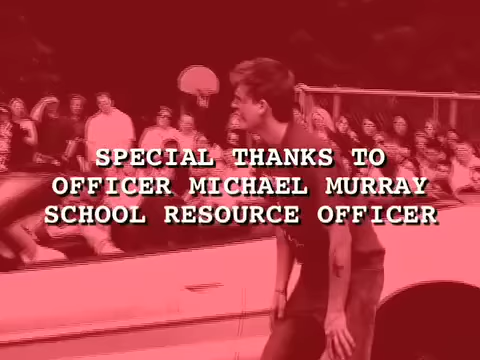 SPECIAL THANKS TO
OFFICER MICHAEL MURRAY
SCHOOL RESOURCE OFFICER